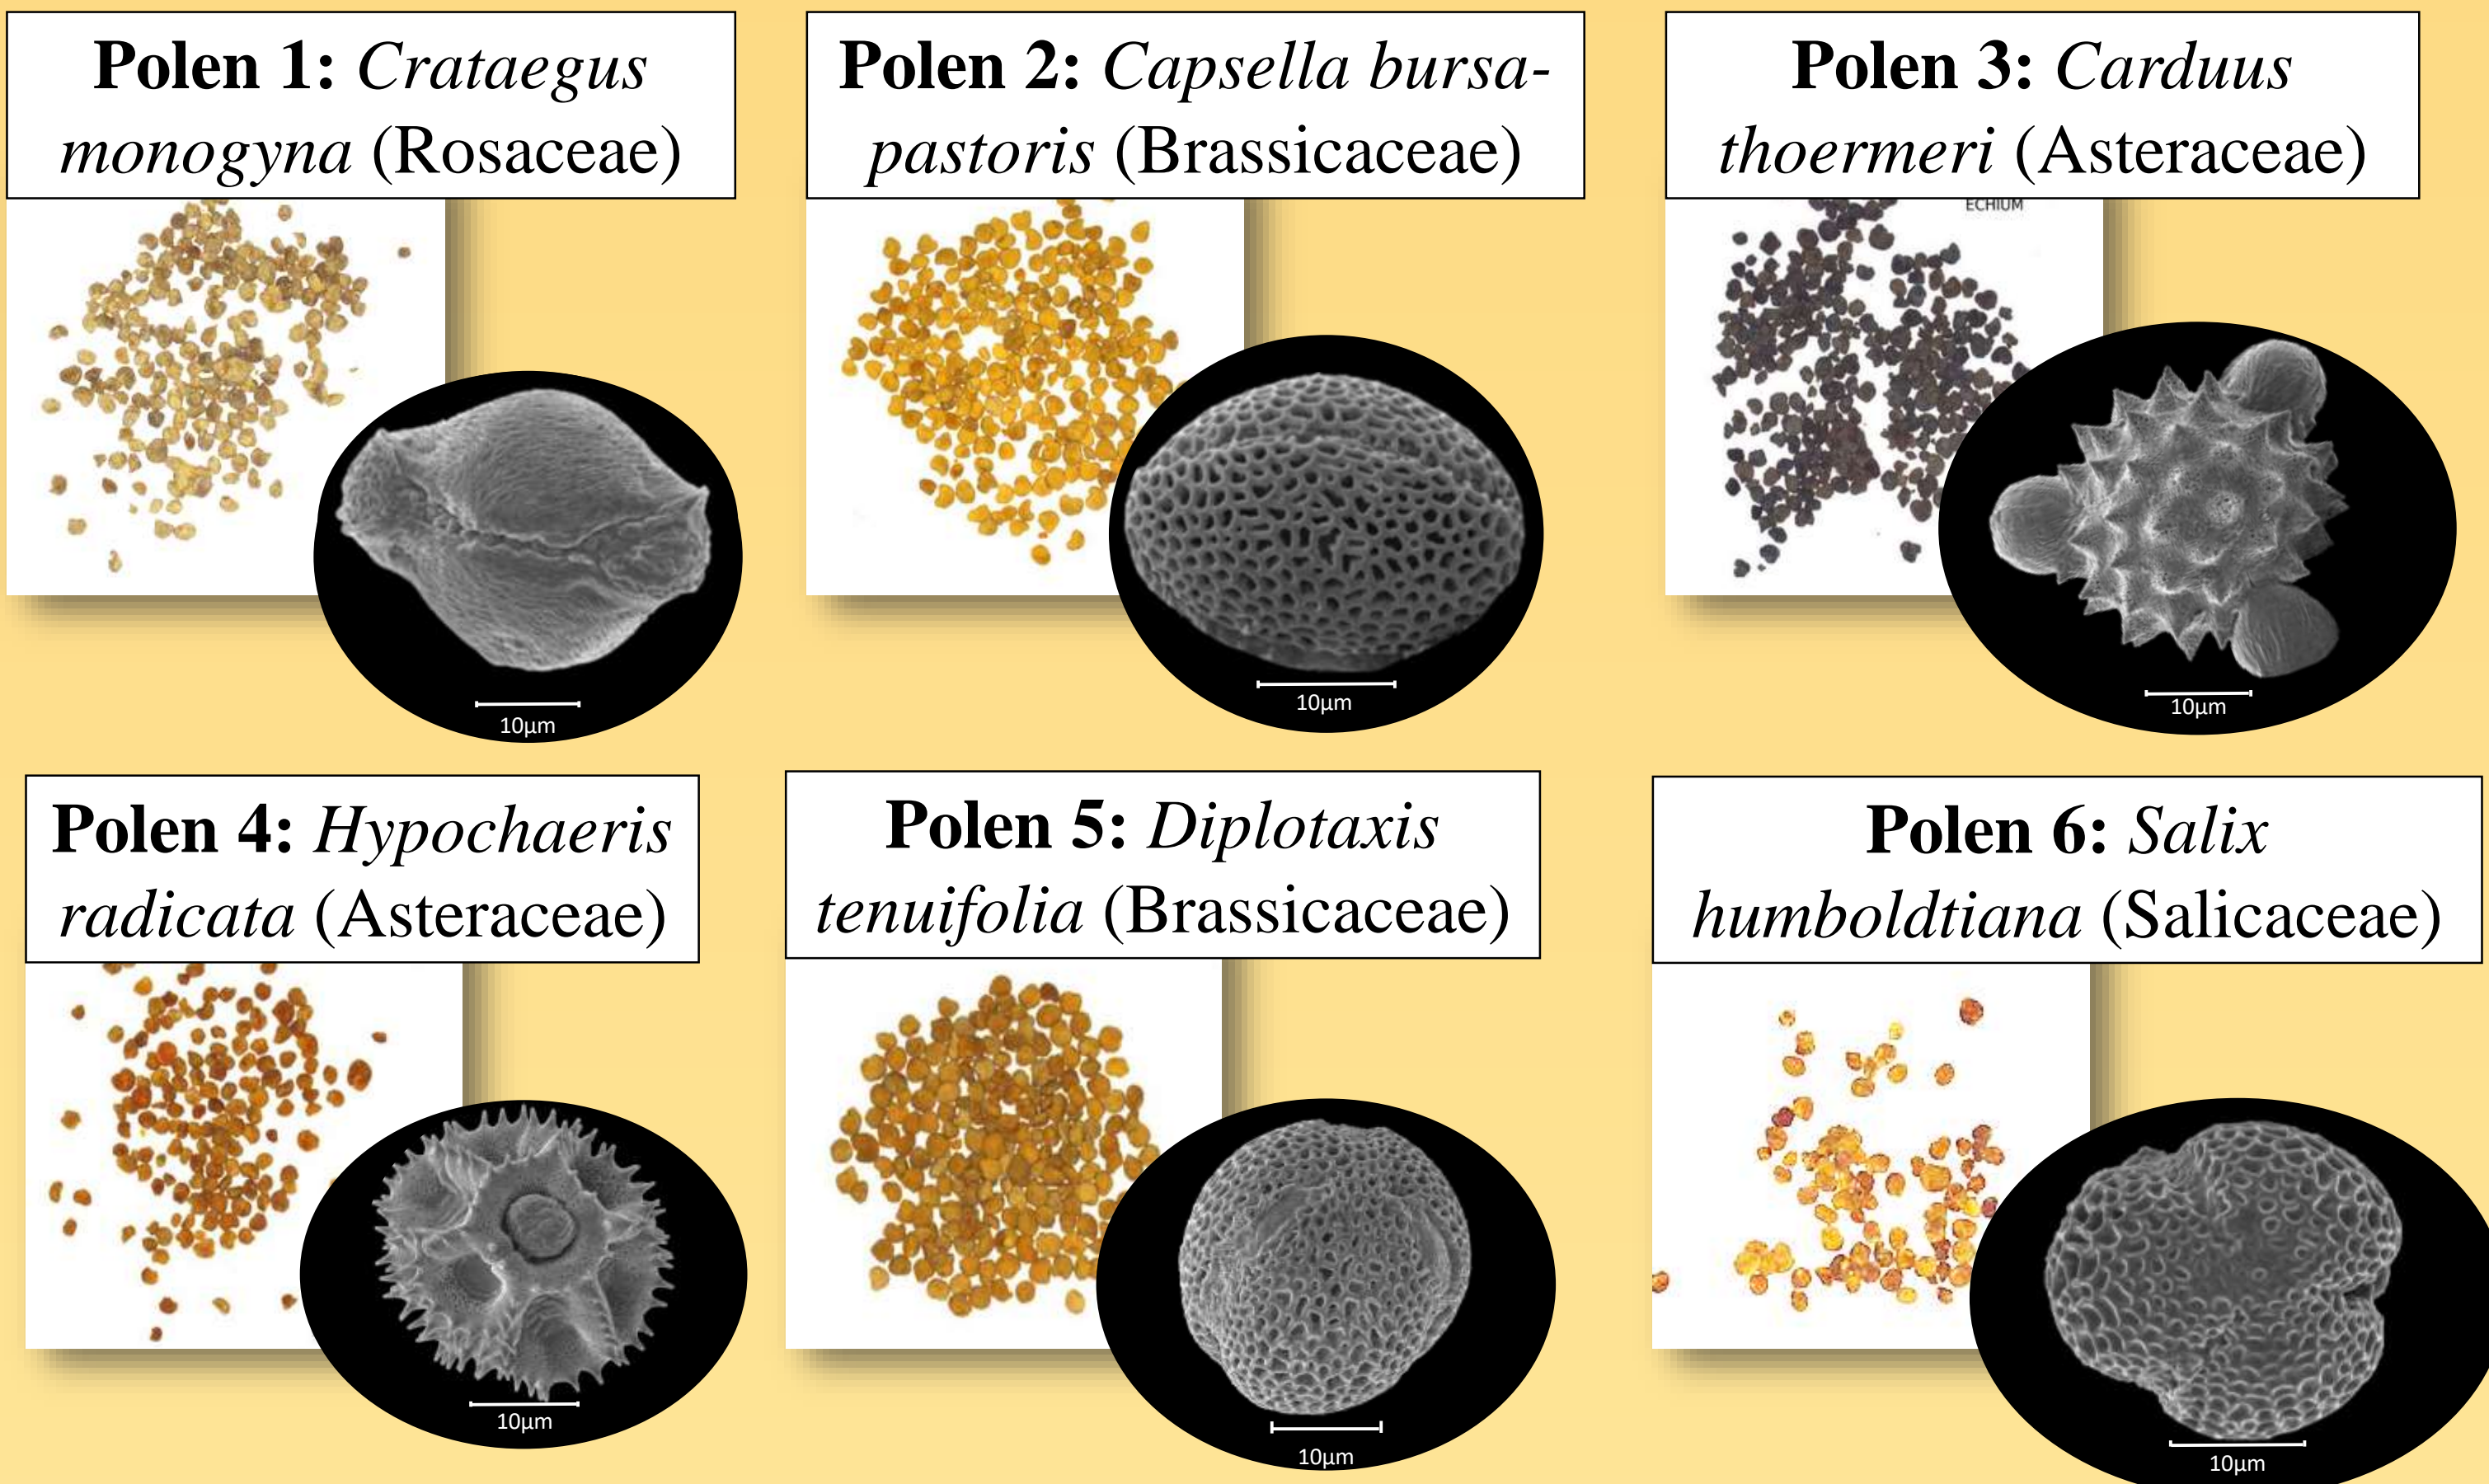 Polen 1: Crataegus
monogyna (Rosaceae)
Polen 2: Capsella bursa-
pastoris (Brassicaceae)
Polen 3: Carduus
thoermeri (Asteraceae)
ECHIUM
10µm
10µm
10µm
Polen 4: Hypochaeris
radicata (Asteraceae)
Polen 5: Diplotaxis
tenuifolia (Brassicaceae)
Polen 6: Salix
humboldtiana (Salicaceae)
10µm
10µm
10µm